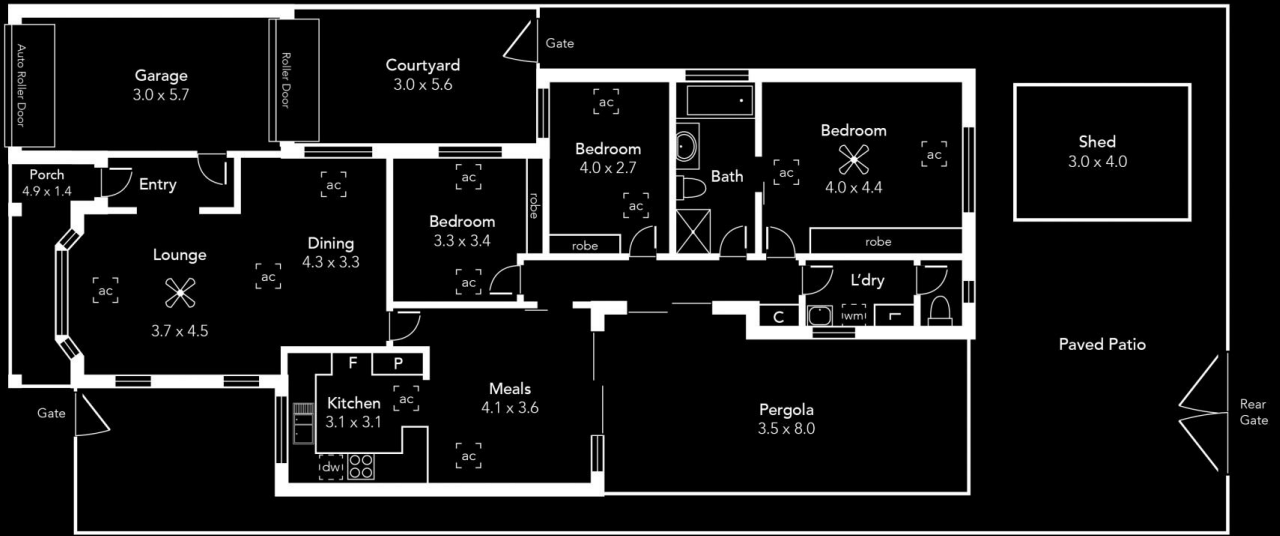 Auto Roller Door
Garage
3.0 x 5.7
Roller Door
Courtyard
3.0 x 5.6
Gate
Porch
4.9 x 1.4
Entry
ac
ac
Bedroom
3.3 x 3.4
ac
robe
ac
Bedroom
4.0 x 2.7
ac
robe
Bath
ac
Bedroom
4.0 x 4.4
ac
robe
Shed
3.0 x 4.0
Lounge
3.7 x 4.5
ac
ac
Dining
4.3 x 3.3
L'dry
C
wm
L
Paved Patio
Gate
F
P
Kitchen
3.1 x 3.1
ac
dw
Meals
4.1 x 3.6
ac
Pergola
3.5 x 8.0
Rear
Gate